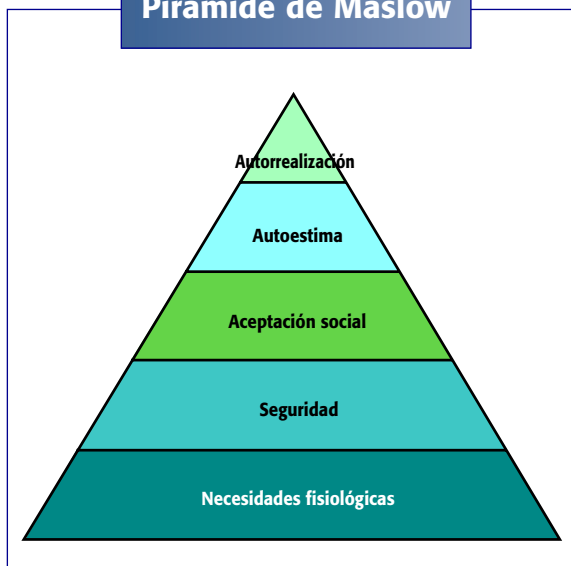 Pirámide de Maslow
Autorrealización
Autoestima
Aceptación social
Seguridad
Necesidades fisiológicas